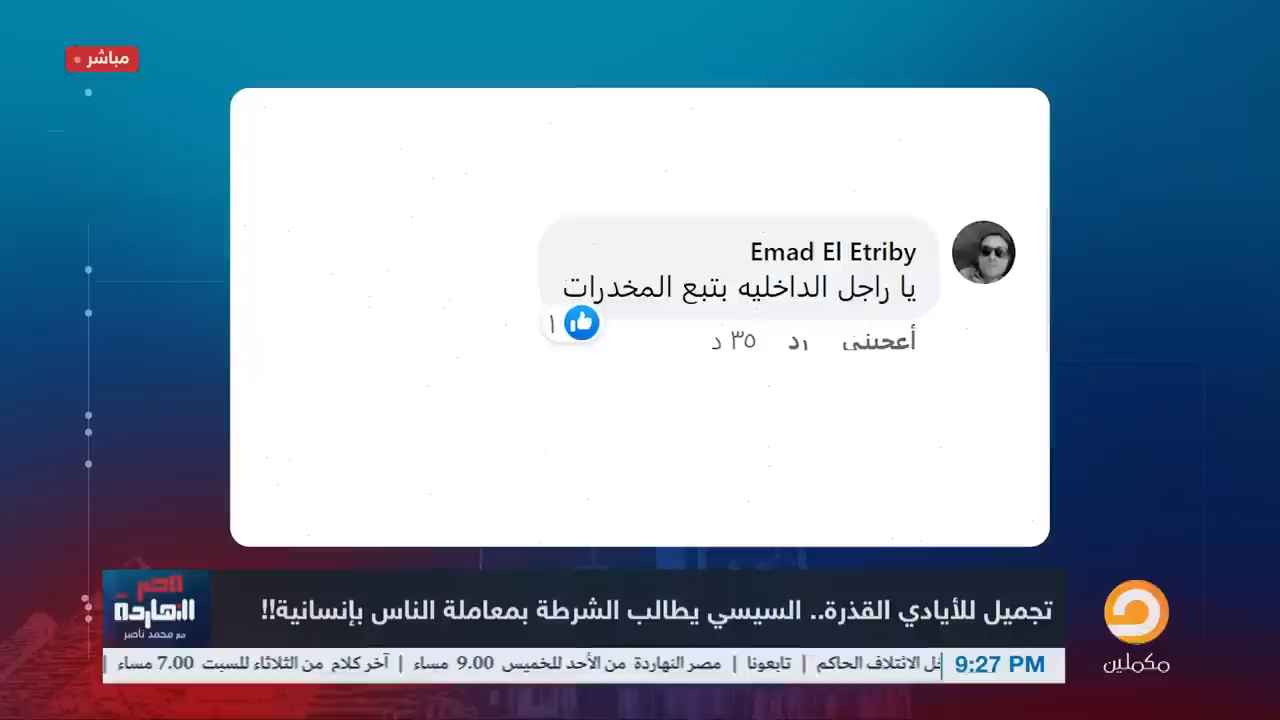 مباشر
Emad El Etriby
يا راجل الداخليه بتبع المخدرات
١
أعجبني رد ٣٥ د
تجميل للأيادي القذرة.. السيسي يطالب الشرطة بمعاملة الناس بإنسانية!!
مصر
النهاردة
مع محمد ناصر
9:27 PM
الائتلاف الحاكم | تابعونا | مصر النهاردة من الأحد للخميس 9.00 مساء | آخر كلام من الثلاثاء للسبت 7.00 مساء |
مكملين